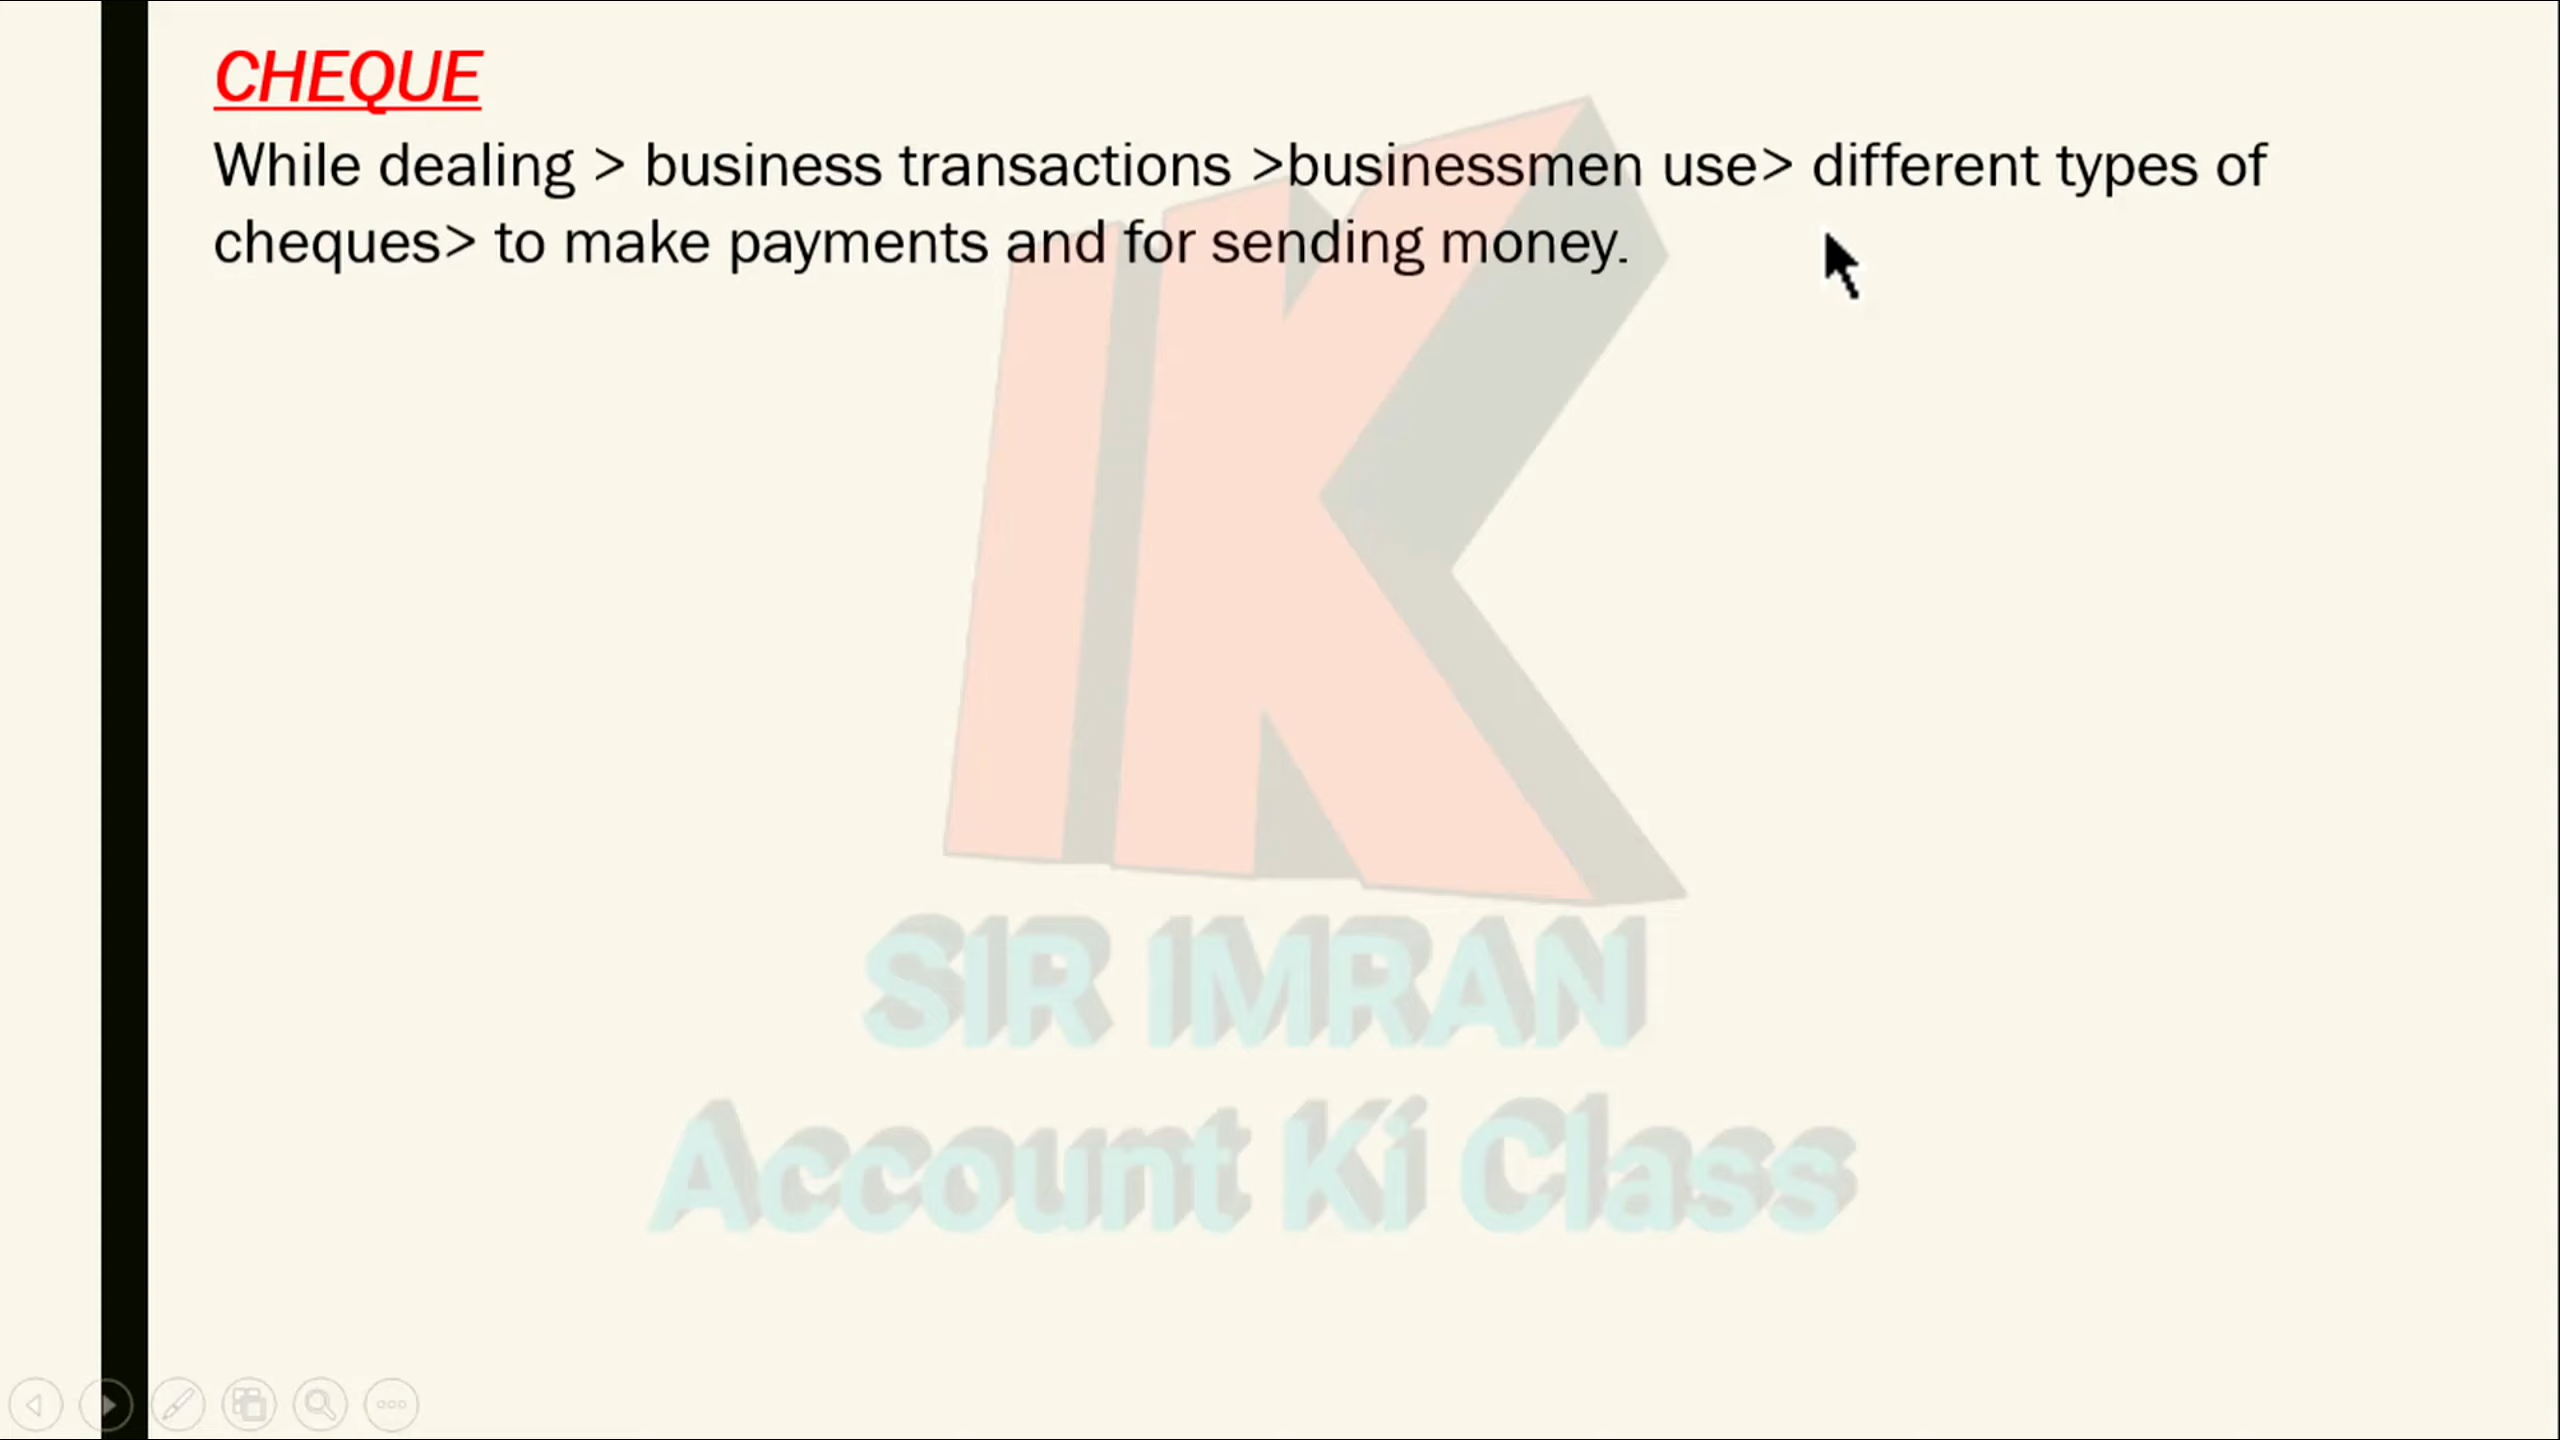 CHEQUE
While dealing > business transactions >businessmen use> different types of
cheques> to make payments and for sending money.
IK
SIR IMRAN
Account Ki Class